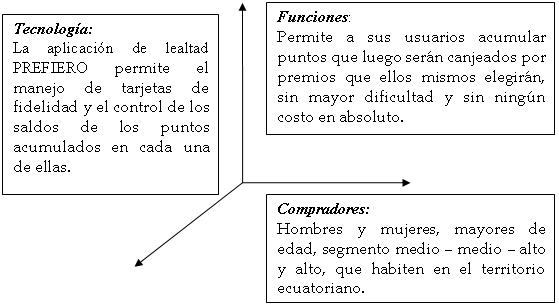 Tecnología:
La aplicación de lealtad
PREFIERO permite el
manejo de tarjetas de
fidelidad y el control de los
saldos de los puntos
acumulados en cada una
de ellas.
Funciones:
Permite a sus usuarios acumular
puntos que luego serán canjeados por
premios que ellos mismos elegirán,
sin mayor dificultad y sin ningún
costo en absoluto.
Compradores:
Hombres y mujeres, mayores de
edad, segmento medio – medio – alto
y alto, que habiten en el territorio
ecuatoriano.